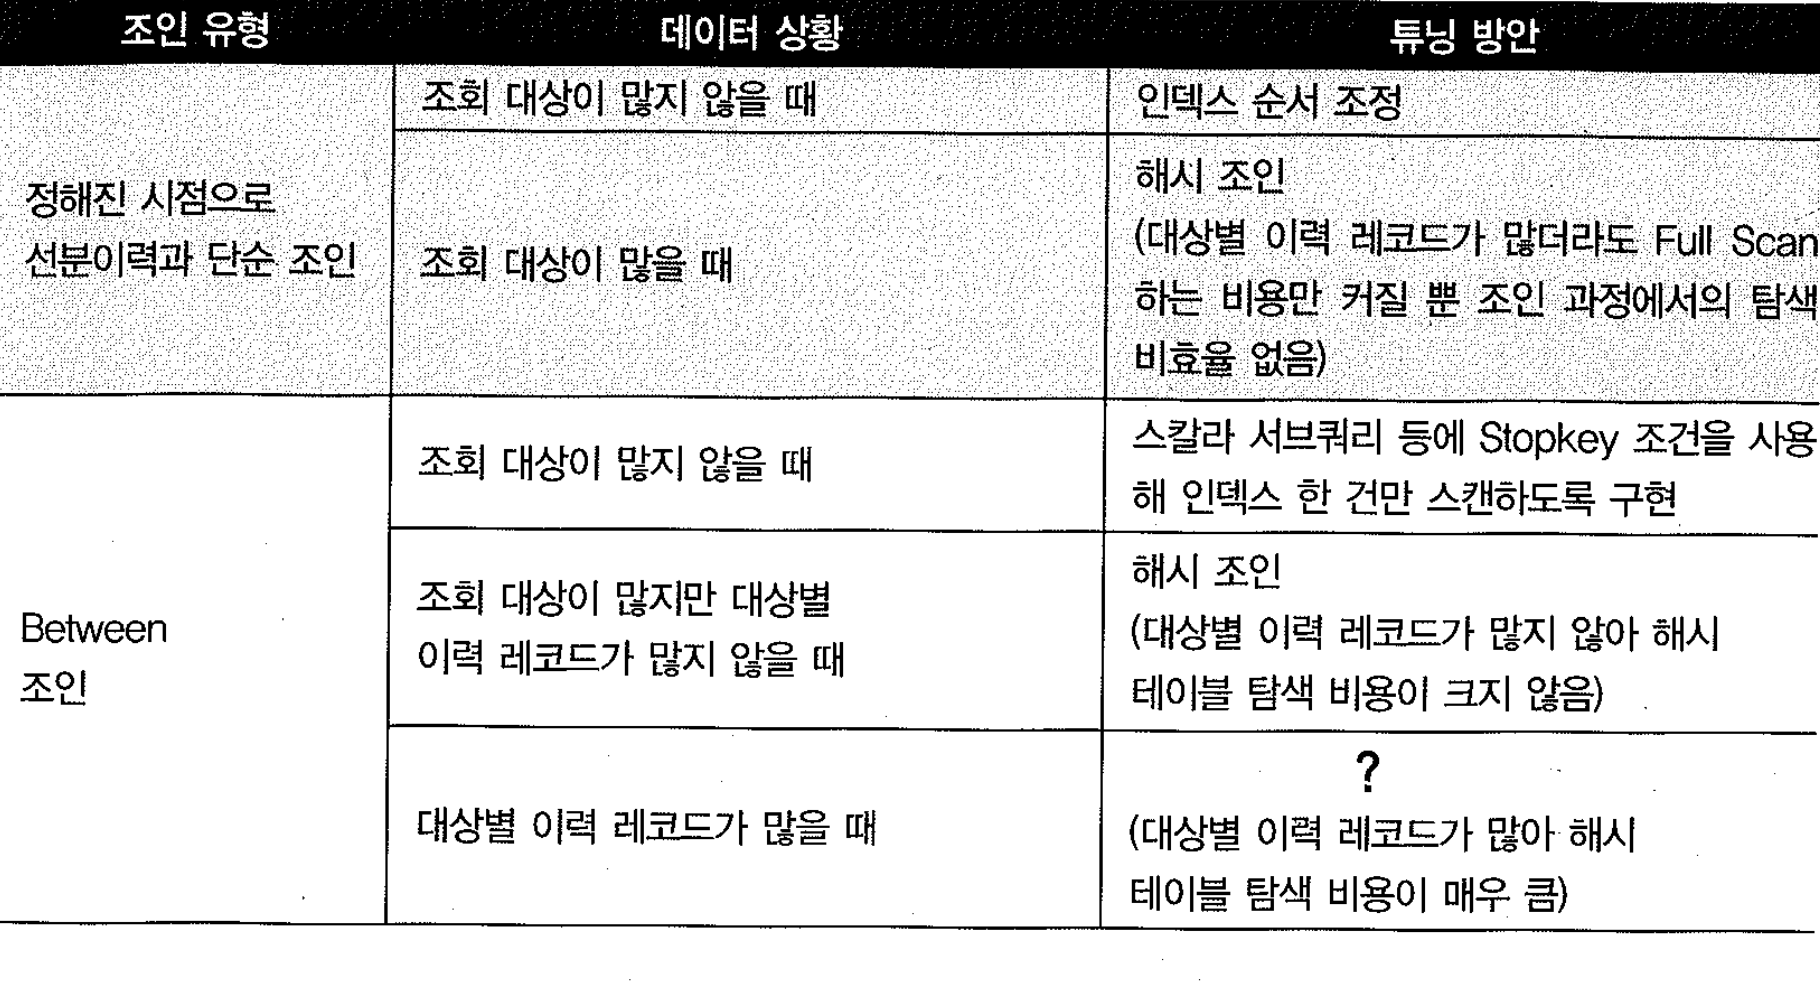 조인 유형 데이터 상황 튜닝 방안
조회 대상이 많지 않을 때 인덱스 순서 조정
정해진 시점으로
선분이력과 단순 조인
조회 대상이 많을 때
해시 조인
(대상별 이력 레코드가 많더라도 Full Scan
하는 비용만 커질 뿐 조인 과정에서의 탐색
비효율 없음)
Between
조인
조회 대상이 많지 않을 때
스칼라 서브쿼리 등에 Stopkey 조건을 사용
해 인덱스 한 건만 스캔하도록 구현
조회 대상이 많지만 대상별
이력 레코드가 많지 않을 때
해시 조인
(대상별 이력 레코드가 많지 않아 해시
테이블 탐색 비용이 크지 않음)
대상별 이력 레코드가 많을 때
?
(대상별 이력 레코드가 많아 해시
테이블 탐색 비용이 매우 큼)